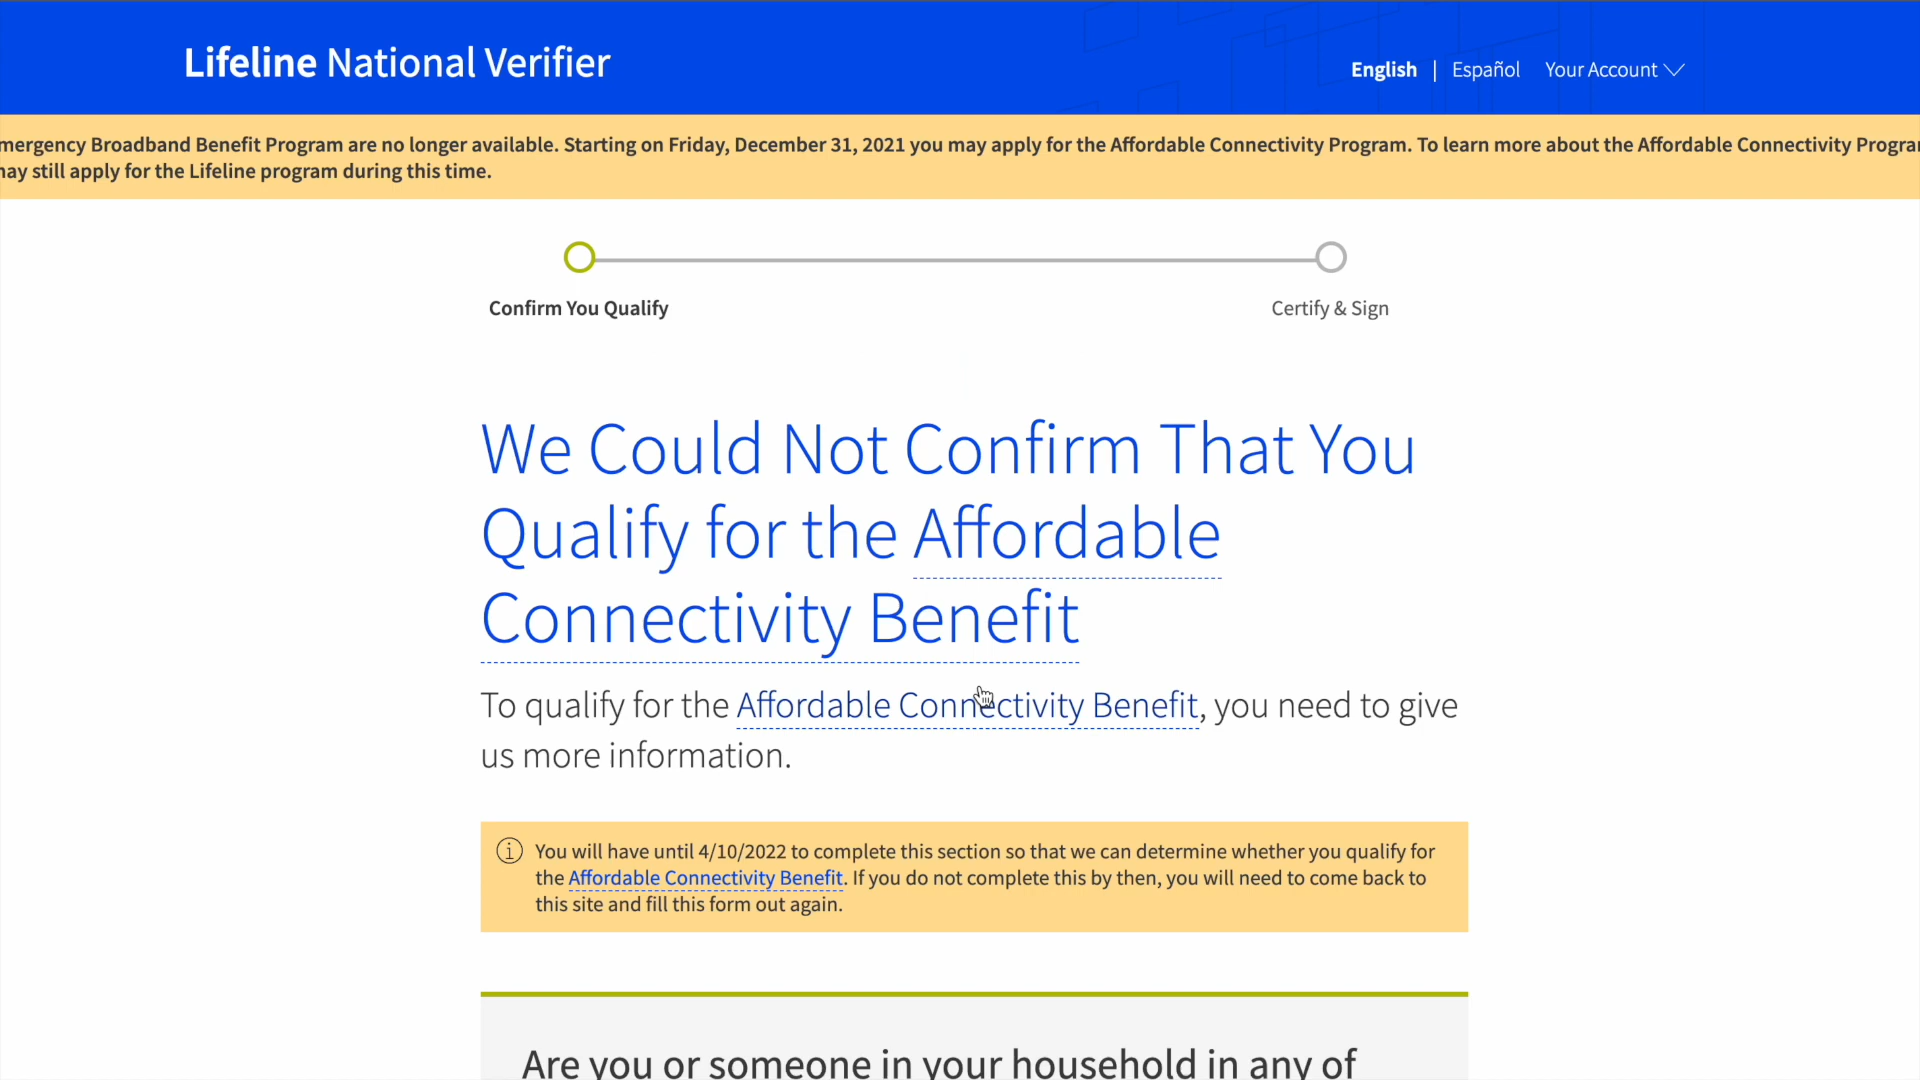 Lifeline National Verifier
English | Español Your Account
Broadband Benefit Program are no longer available. Starting on Friday, December 31, 2021 you may apply for the Affordable Connectivity Program. To learn more about the Affordable Connectivity
still apply for the Lifeline program during this time.
Confirm You Qualify
Certify & Sign
We Could Not Confirm That You
Qualify for the Affordable
Connectivity Benefit
To qualify for the Affordable Connectivity Benefit, you need to give
us more information.
You will have until 4/10/2022 to complete this section so that we can determine whether you qualify for
the Affordable Connectivity Benefit. If you do not complete this by then, you will need to come back to
this site and fill this form out again.
Are you or someone in your household in any of